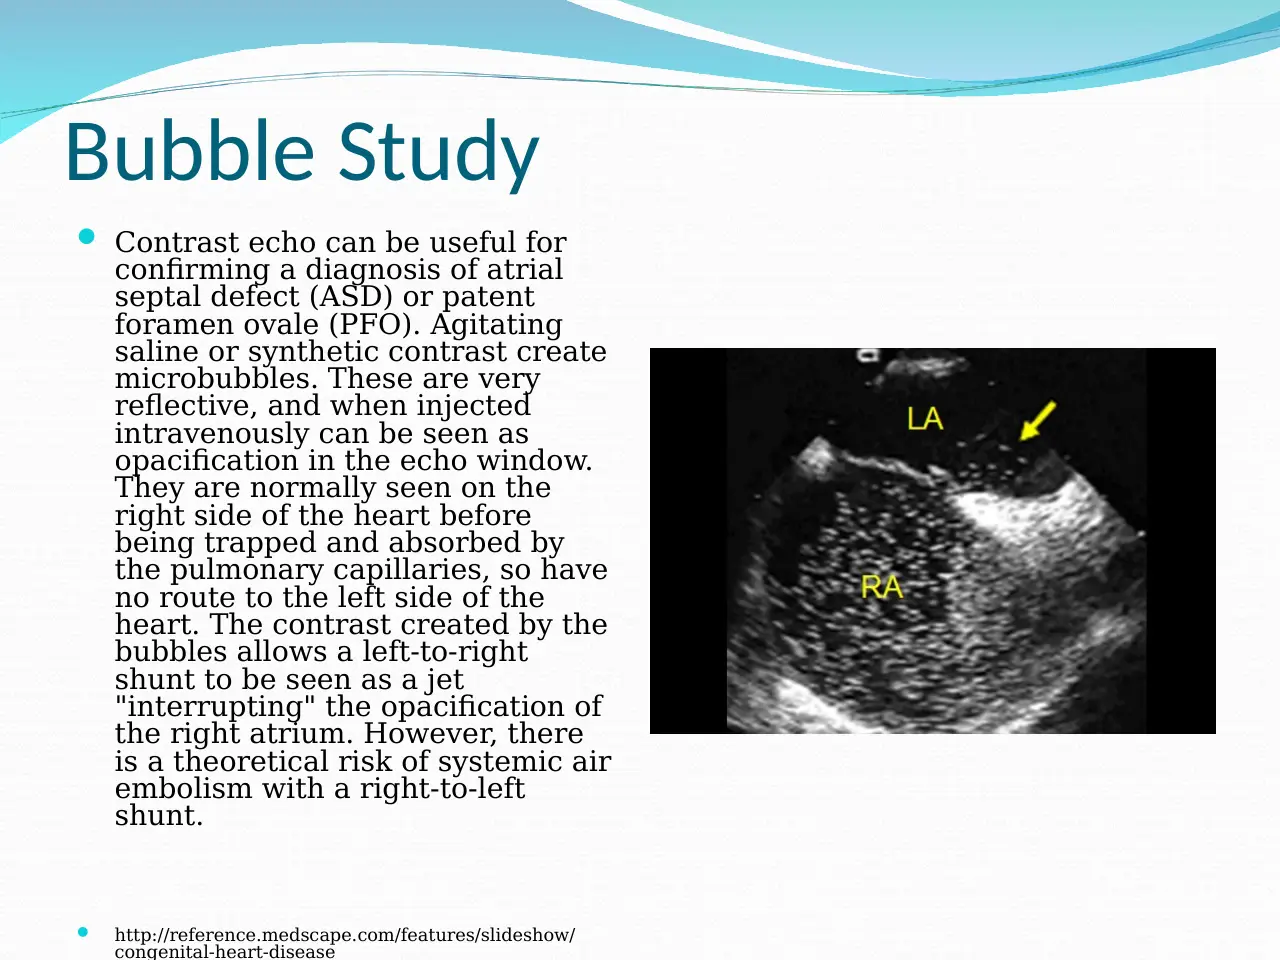 Bubble Study
Contrast echo can be useful for
confirming a diagnosis of atrial
septal defect (ASD) or patent
foramen ovale (PFO). Agitating
saline or synthetic contrast create
microbubbles. These are very
reflective, and when injected
intravenously can be seen as
opacification in the echo window.
They are normally seen on the
right side of the heart before
being trapped and absorbed by
the pulmonary capillaries, so have
no route to the left side of the
heart. The contrast created by the
bubbles allows a left-to-right
shunt to be seen as a jet
"interrupting" the opacification of
the right atrium. However, there
is a theoretical risk of systemic air
embolism with a right-to-left
shunt.
http://reference.medscape.com/features/slideshow/
congenital-heart-disease
LA
RA